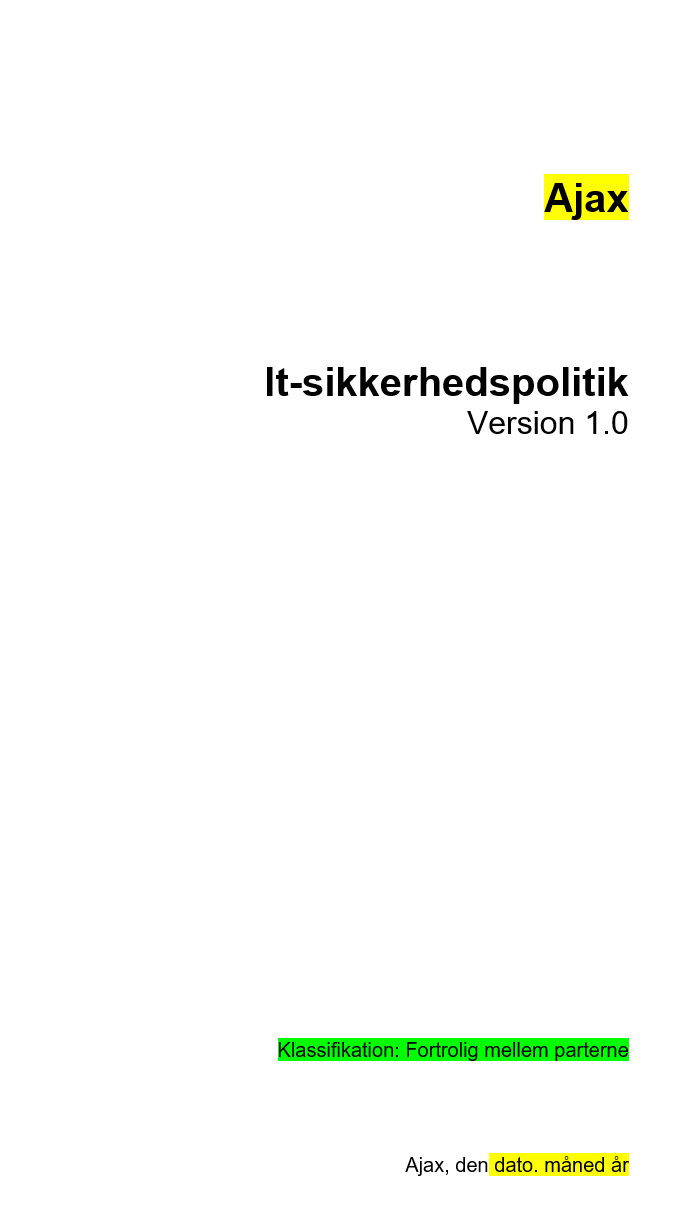 Ajax
It-sikkerhedspolitik
Version 1.0
Klassifikation: Fortrolig mellem parterne
Ajax, den dato. måned år